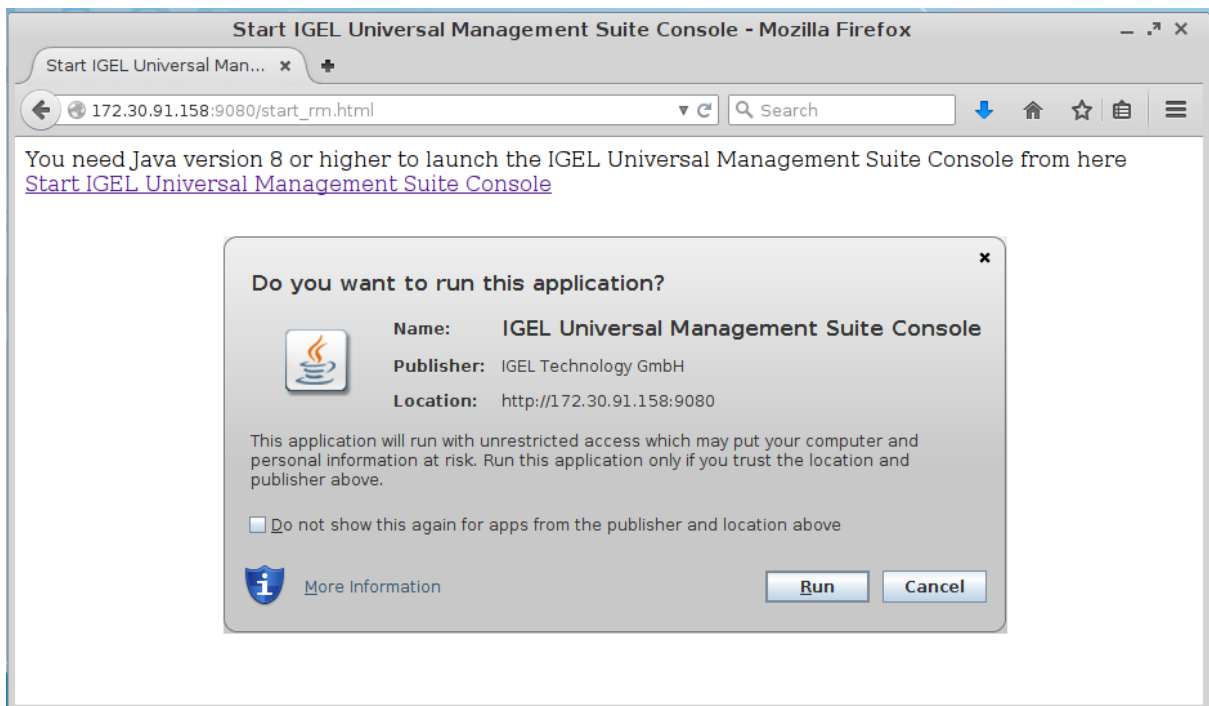 Start IGEL Universal Management Suite Console - Mozilla Firefox
Start IGEL Universal Man...
172.30.91.158:9080/start_rm.html
Search
You need Java version 8 or higher to launch the IGEL Universal Management Suite Console from here
Start IGEL Universal Management Suite Console
Do you want to run this application?
Name: IGEL Universal Management Suite Console
Publisher: IGEL Technology GmbH
Location: http://172.30.91.158:9080
This application will run with unrestricted access which may put your computer and
personal information at risk. Run this application only if you trust the location and
publisher above.
Do not show this again for apps from the publisher and location above
More Information
Run Cancel